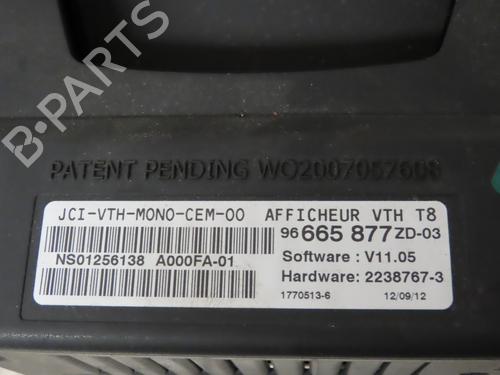 B-PARTS
PATENT PENDING WO2007057608
JCI-VTH-MONO-CEM-00 AFFICHEUR VTH T8
96 665 877 ZD-03
NS01256138 A000FA-01 Software : V11.05
Hardware: 2238767-3
1770513-6 12/09/12